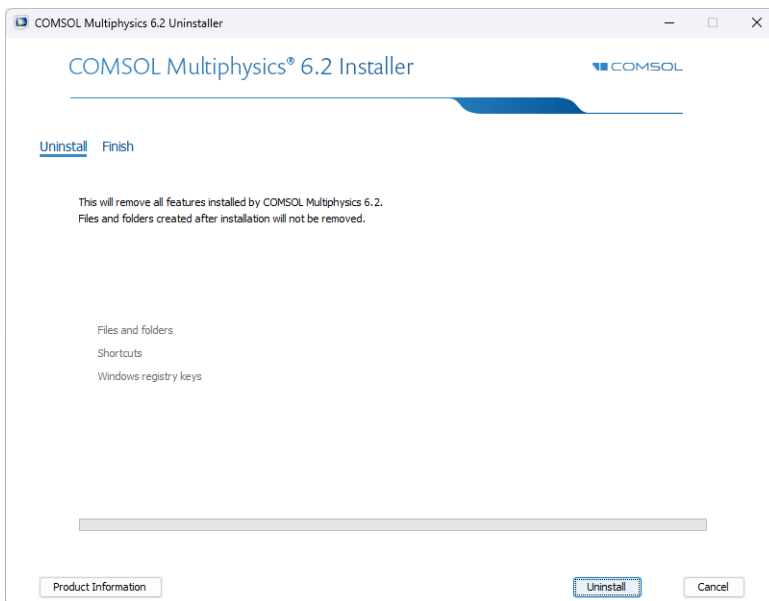 COMSOL Multiphysics 6.2 Uninstaller
COMSOL Multiphysics® 6.2 Installer
COMSOL
Uninstall Finish
This will remove all features installed by COMSOL Multiphysics 6.2.
Files and folders created after installation will not be removed.
Files and folders
Shortcuts
Windows registry keys
Product Information Uninstall Cancel